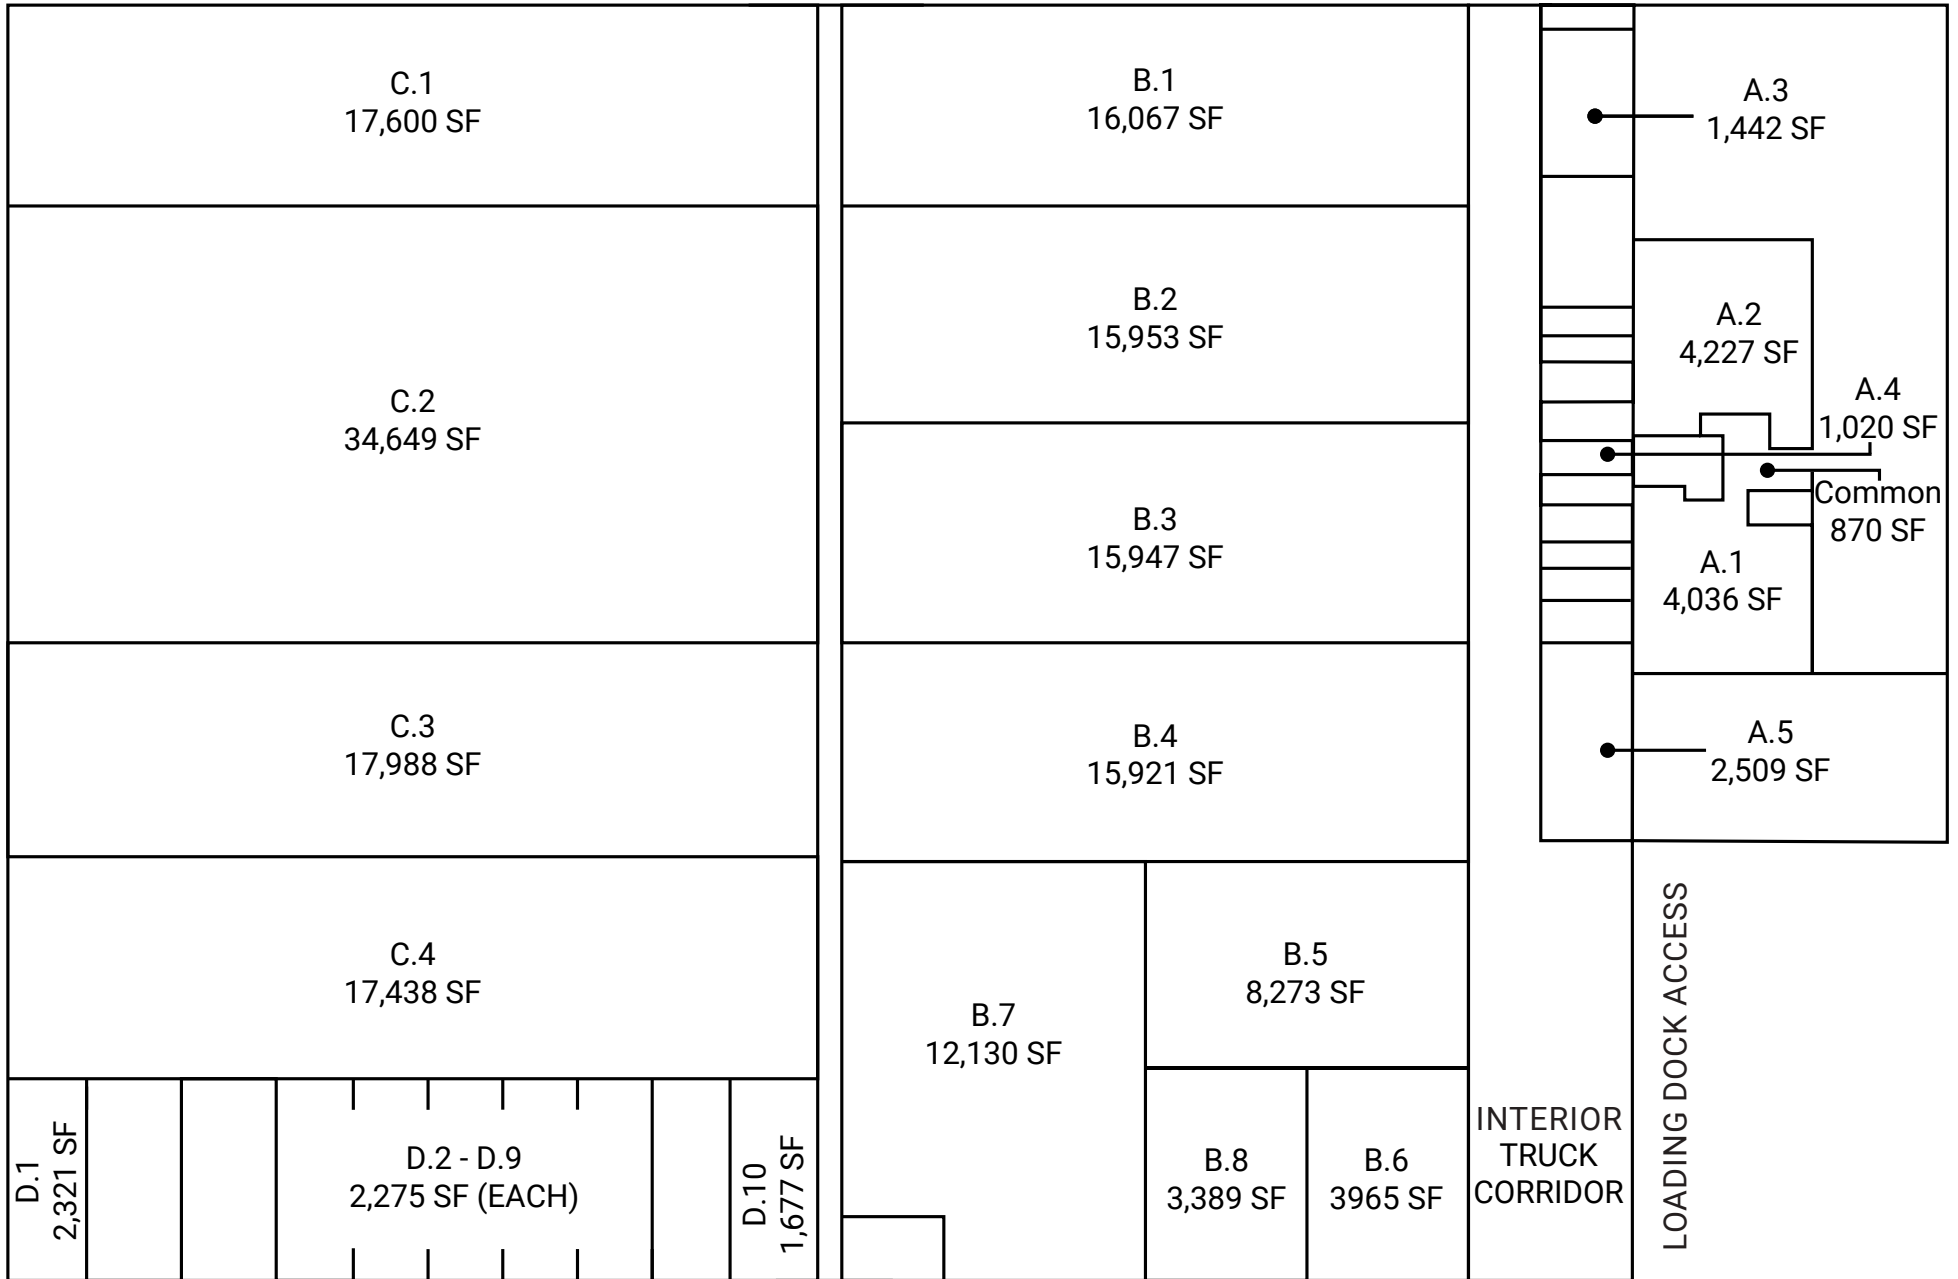 C.1
17,600 SF
B.1
16,067 SF
A.3
1,442 SF
C.2
34,649 SF
B.2
15,953 SF
A.2
4,227 SF
A.4
1,020 SF
Common
870 SF
B.3
15,947 SF
A.1
4,036 SF
C.3
17,988 SF
B.4
15,921 SF
A.5
2,509 SF
C.4
17,438 SF
B.7
12,130 SF
B.5
8,273 SF
D.1
2,321 SF
D.2 - D.9
2,275 SF (EACH)
D.10
1,677 SF
B.8
3,389 SF
B.6
3965 SF
INTERIOR
TRUCK
CORRIDOR
LOADING DOCK ACCESS